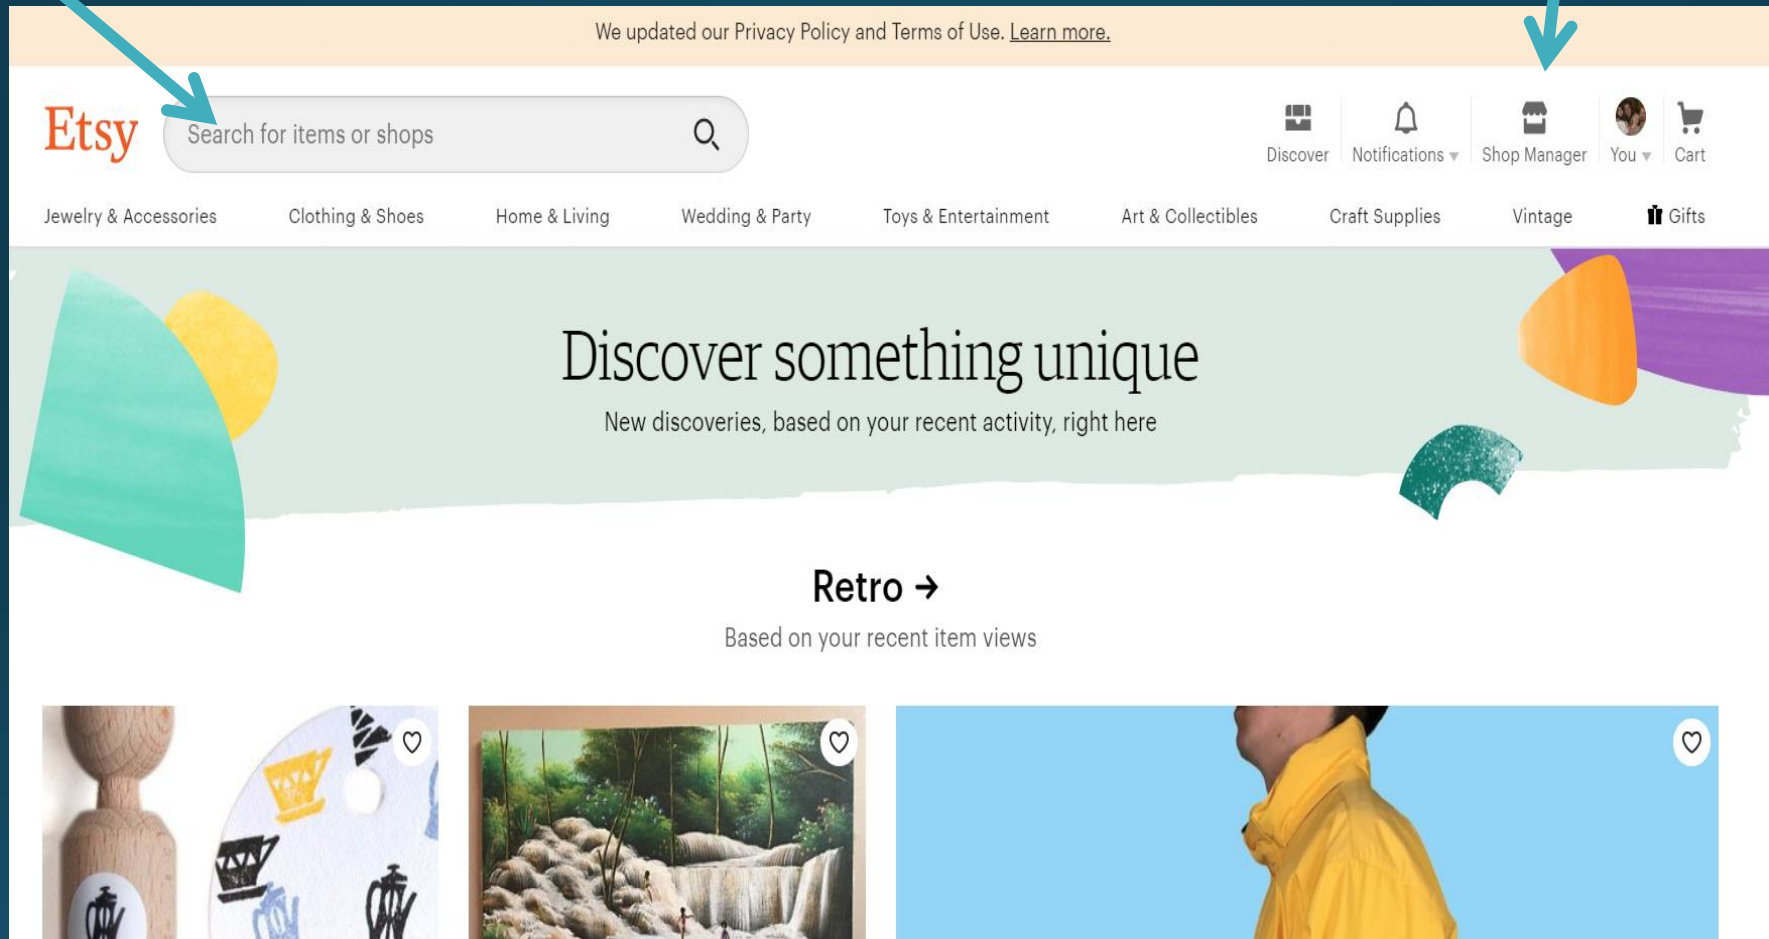 We updated our Privacy Policy and Terms of Use. Learn more.
Etsy
Search for items or shops
Discover
Notifications
Shop Manager
You
Cart
Jewelry & Accessories
Clothing & Shoes
Home & Living
Wedding & Party
Toys & Entertainment
Art & Collectibles
Craft Supplies
Vintage
Gifts
Discover something unique
New discoveries, based on your recent activity, right here
Retro →
Based on your recent item views